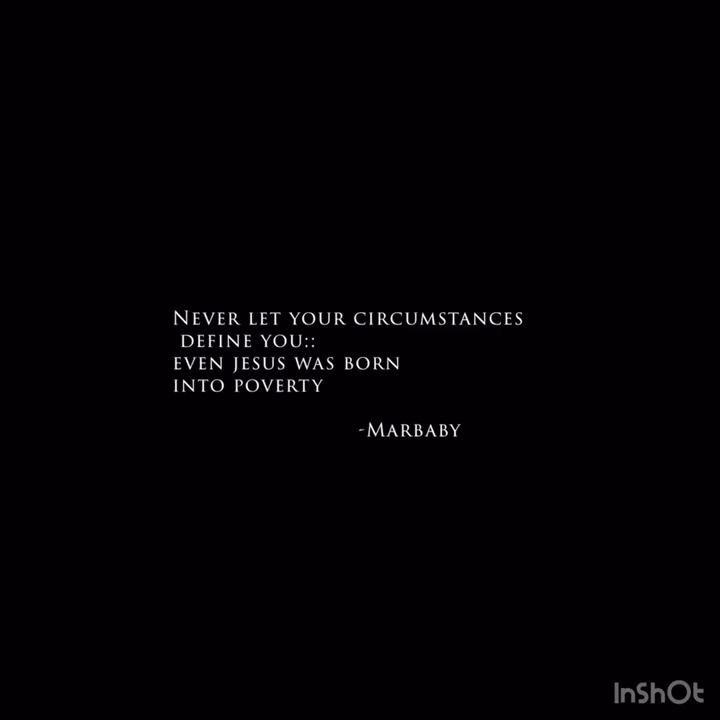 Never let your circumstances
define you::
even jesus was born
into poverty
-Marbaby
InShOt